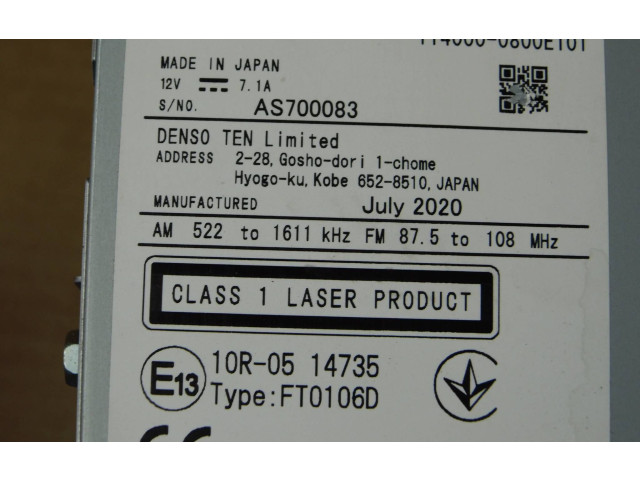 MADE IN JAPAN
12V 7.1A
S/NO. AS700083
DENSO TEN Limited
ADDRESS 2-28, Gosho-dori 1-chome
Hyogo-ku, Kobe 652-8510, JAPAN
MANUFACTURED July 2020
AM 522 to 1611 kHz FM 87.5 to 108 MHz
CLASS 1 LASER PRODUCT
E13 10R-05 14735
Type:FT0106D